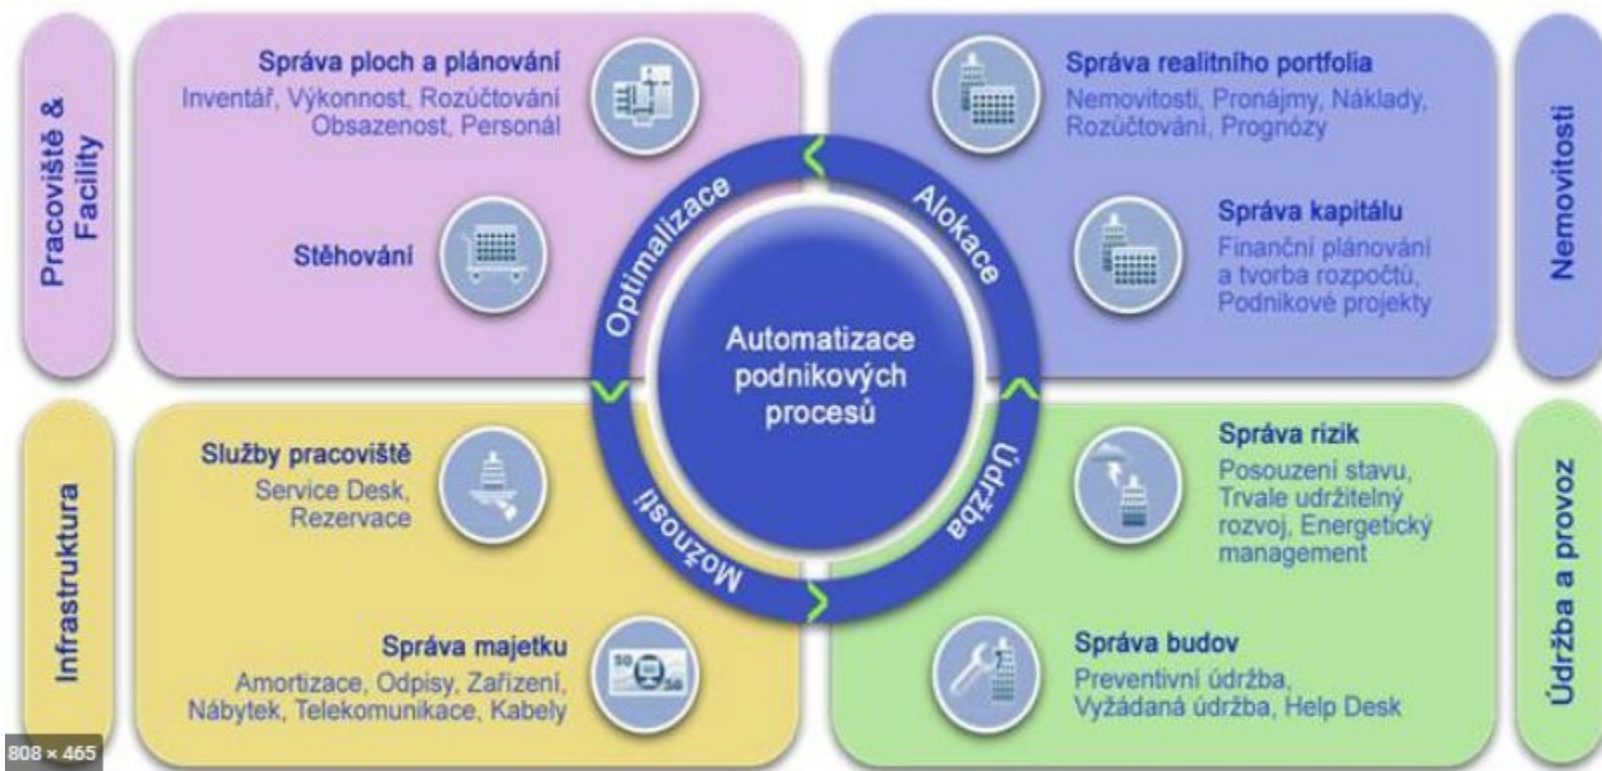 Pracoviště &
Facility
Správa ploch a plánování
Inventář, Výkonnost, Rozúčtování
Obsazenost, Personál
Stěhování
Správa realitního portfolia
Nemovitosti, Pronájmy, Náklady,
Rozúčtování, Prognózy
Správa kapitálu
Finanční plánování
a tvorba rozpočtů,
Podnikové projekty
Nemovitosti
Optimalizace
Alokace
Automatizace
podnikových
procesů
Možnosti
Údržba
Infrastruktura
Služby pracoviště
Service Desk,
Rezervace
Správa majetku
Amortizace, Odpisy, Zařízení,
Nábytek, Telekomunikace, Kabely
Správa rizik
Posouzení stavu,
Trvale udržitelný
rozvoj, Energetický
management
Správa budov
Preventivní údržba,
Vyžádaná údržba, Help Desk
Údržba a provoz
808 × 465